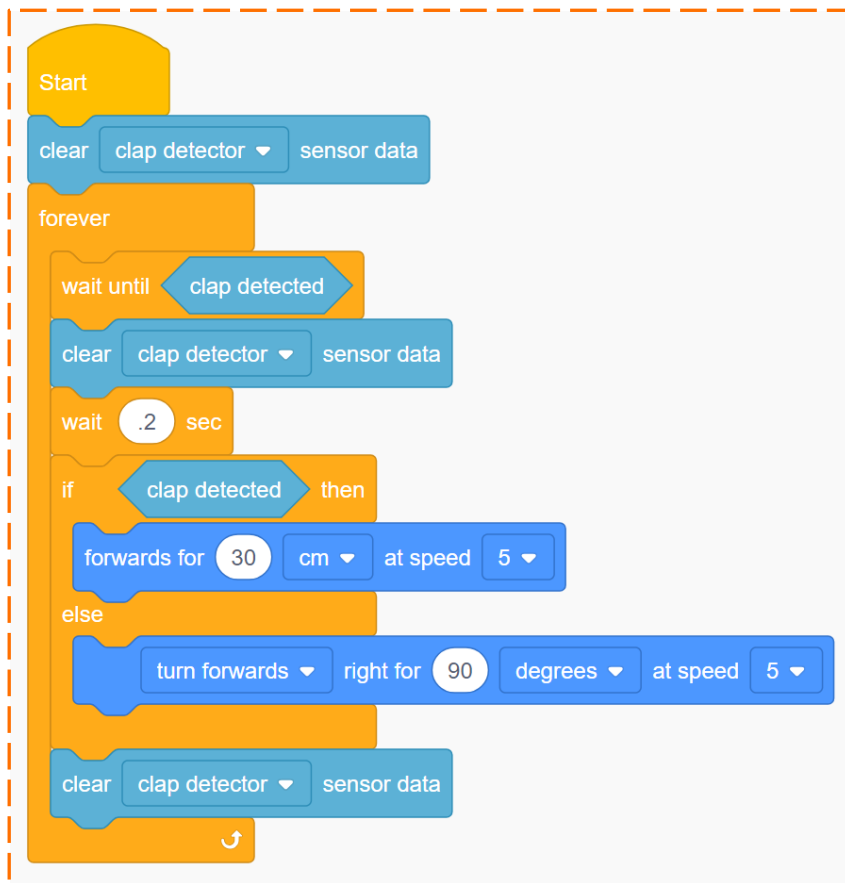 Start
clear clap detector sensor data
forever
wait until clap detected
clear clap detector sensor data
wait .2 sec
if clap detected then
forwards for 30 cm at speed 5
else
turn forwards right for 90 degrees at speed 5
clear clap detector sensor data